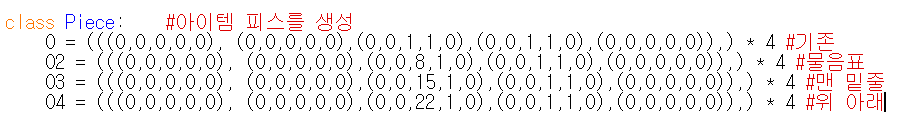 class Piece:    #아이템 피스를 생성
    O = (((0,0,0,0,0), (0,0,0,0,0),(0,0,1,1,0),(0,0,1,1,0),(0,0,0,0,0)),) * 4 #기존
    O2 = (((0,0,0,0,0), (0,0,0,0,0),(0,0,8,1,0),(0,0,1,1,0),(0,0,0,0,0)),) * 4 #물음표
    O3 = (((0,0,0,0,0), (0,0,0,0,0),(0,0,15,1,0),(0,0,1,1,0),(0,0,0,0,0)),) * 4 #맨 밑줄
    O4 = (((0,0,0,0,0), (0,0,0,0,0),(0,0,22,1,0),(0,0,1,1,0),(0,0,0,0,0)),) * 4 #위 아래